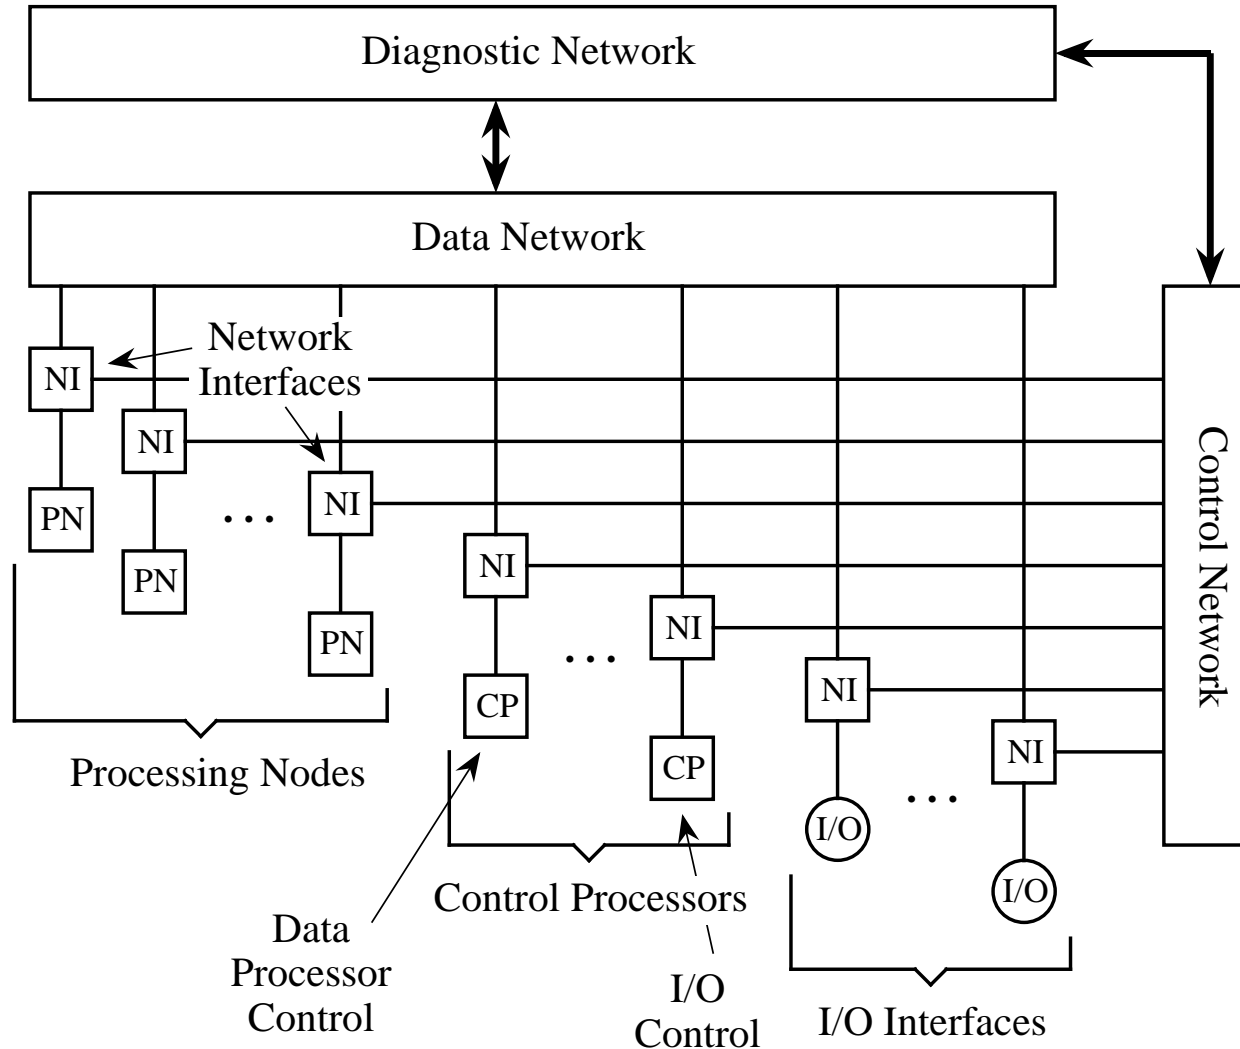 Diagnostic Network
Data Network
Network
Interfaces
NI
NI
NI
PN
PN
PN
...
Processing Nodes
NI
NI
CP
CP
...
Control Processors
Data
Processor
Control
I/O
Control
NI
NI
I/O
I/O
...
I/O Interfaces
Control Network